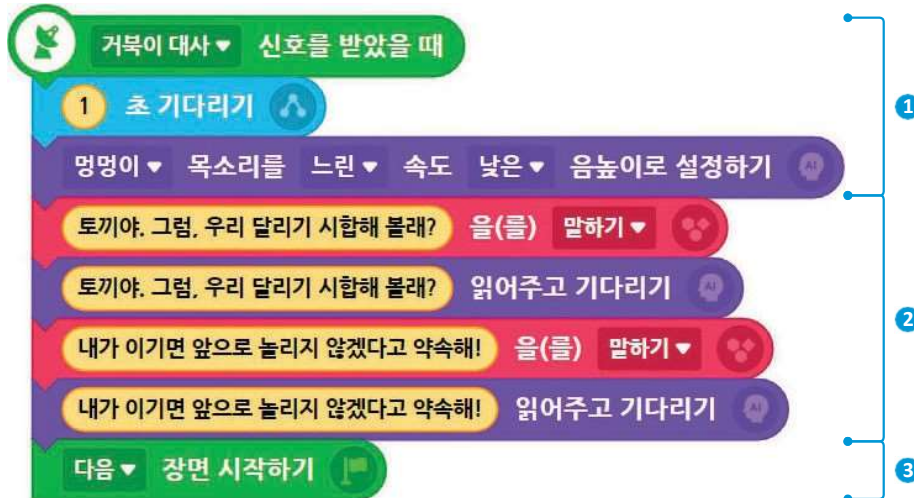 거북이 대사 ▼ 신호를 받았을 때
1 초 기다리기
멍멍이 ▼ 목소리를 느린 ▼ 속도 낮은 ▼ 음높이로 설정하기 AI
토끼야. 그럼, 우리 달리기 시합해 볼래? 을(를) 말하기 ▼
토끼야. 그럼, 우리 달리기 시합해 볼래? 읽어주고 기다리기 AI
내가 이기면 앞으로 놀리지 않겠다고 약속해! 을(를) 말하기 ▼
내가 이기면 앞으로 놀리지 않겠다고 약속해! 읽어주고 기다리기 AI
다음 ▼ 장면 시작하기
1
2
3